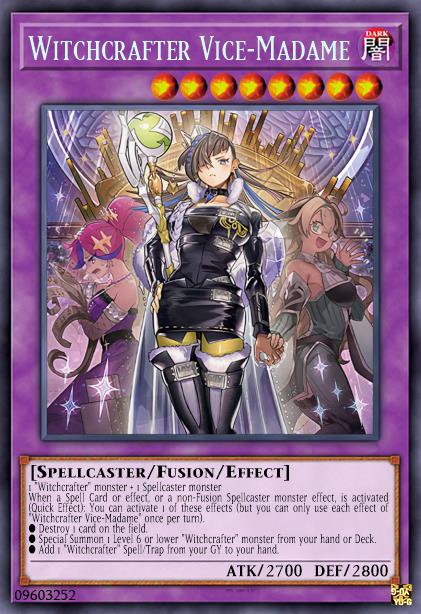 Witchcrafter Vice-Madame
DARK
闇
[Spellcaster/Fusion/Effect]
1 "Witchcrafter" monster + 1 Spellcaster monster
When a Spell Card or effect, or a non-Fusion Spellcaster monster effect, is activated
(Quick Effect): You can activate 1 of these effects (but you can only use each effect of
"Witchcrafter Vice-Madame" once per turn).
● Destroy 1 card on the field.
● Special Summon 1 Level 6 or lower "Witchcrafter" monster from your hand or Deck.
● Add 1 "Witchcrafter" Spell/Trap from your GY to your hand.
ATK/2700 DEF/2800
09603252